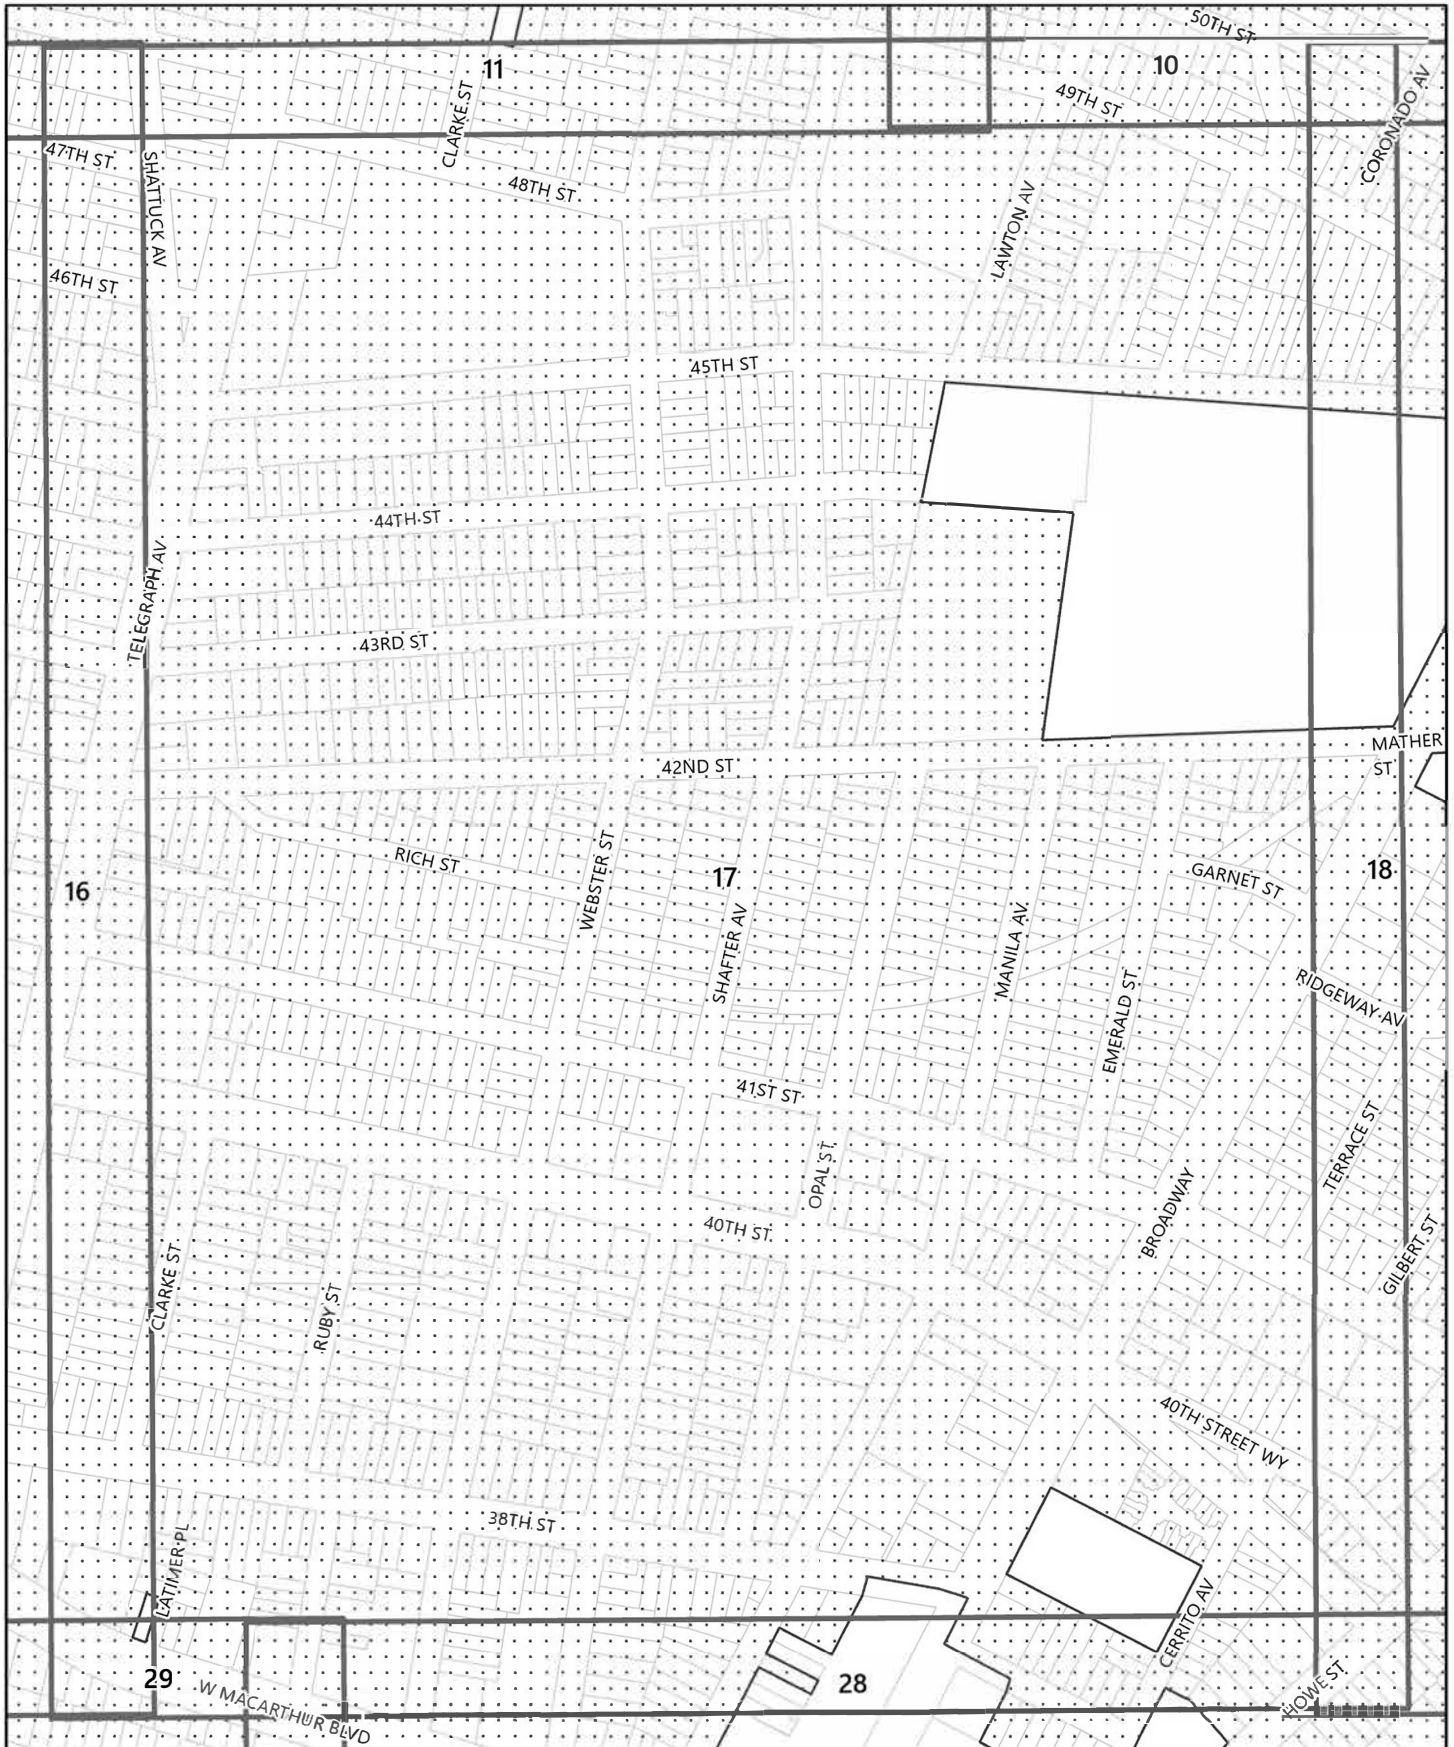 50TH ST
11
10
CLARKE ST
49TH ST
CORONADO AV
47TH ST
SHATTUCK AV
48TH ST
LAWTON AV
46TH ST
45TH ST
44TH ST
TELEGRAPH AV
43RD ST
42ND ST
MATHER
ST
RICH ST
WEBSTER ST
17
GARNET ST
18
16
SHAFTER AV
MANILA AV
EMERALD ST
RIDGEWAY AV
41ST ST
OPAL ST
TERRACE ST
BROADWAY
40TH ST
GILBERT ST
CLARKE ST
RUBY ST
40TH STREET WY
38TH ST
LATIMER PL
CERRITO AV
29
28
W MACARTHUR BLVD
HOWE ST